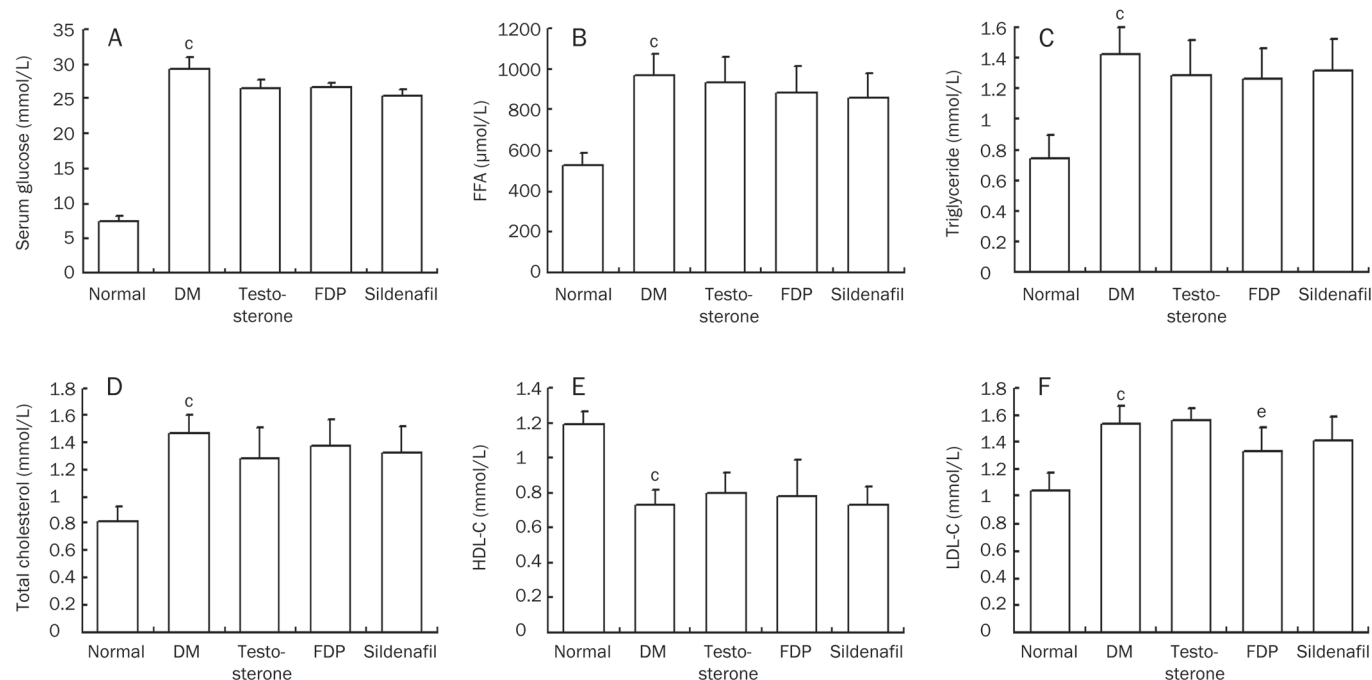 A
Serum glucose (mmol/L)
35
30
25
20
15
10
5
0
c
Normal DM Testo- FDP Sildenafil
sterone
B
FFA (µmol/L)
1200
1000
800
600
400
200
0
c
Normal DM Testo- FDP Sildenafil
sterone
C
Triglyceride (mmol/L)
1.6
1.4
1.2
1
0.8
0.6
0.4
0.2
0
c
Normal DM Testo- FDP Sildenafil
sterone
D
Total cholesterol (mmol/L)
1.8
1.6
1.4
1.2
1
0.8
0.6
0.4
0.2
0
c
Normal DM Testo- FDP Sildenafil
sterone
E
HDL-C (mmol/L)
1.4
1.2
1
0.8
0.6
0.4
0.2
0
c
Normal DM Testo- FDP Sildenafil
sterone
F
LDL-C (mmol/L)
1.8
1.6
1.4
1.2
1
0.8
0.6
0.4
0.2
0
c
e
Normal DM Testo- FDP Sildenafil
sterone